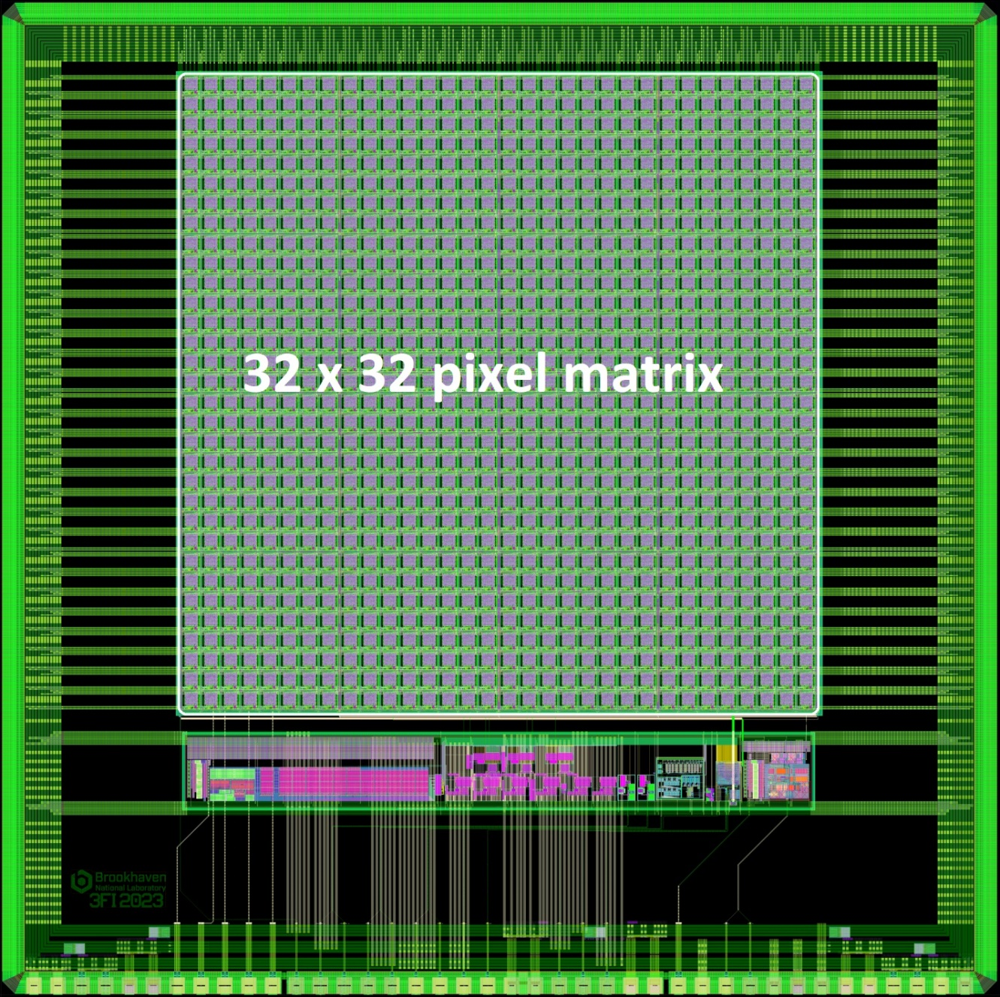 32 x 32 pixel matrix
Brookhaven
National Laboratory
3FI 2023